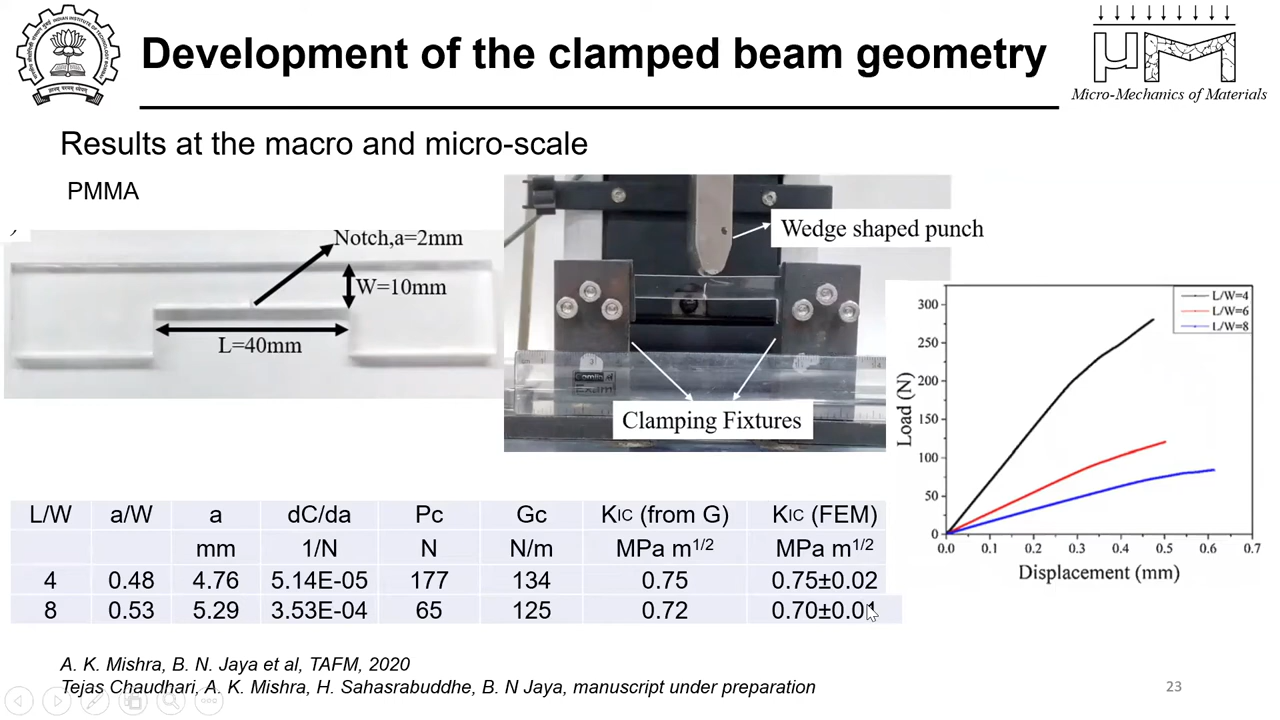 Development of the clamped beam geometry
μM
Micro-Mechanics of Materials
Results at the macro and micro-scale
PMMA
Notch,a=2mm
W=10mm
L=40mm
Wedge shaped punch
Clamping Fixtures
L/W=4
L/W=6
L/W=8
300
250
200
150
100
50
0
Load (N)
0.0 0.1 0.2 0.3 0.4 0.5 0.6 0.7
Displacement (mm)
L/W a/W a dC/da Pc Gc KIC (from G) KIC (FEM)
mm 1/N N N/m MPa m1/2 MPa m1/2
4 0.48 4.76 5.14E-05 177 134 0.75 0.75±0.02
8 0.53 5.29 3.53E-04 65 125 0.72
A. K. Mishra, B. N. Jaya et al, TAFM, 2020
Tejas Chaudhari, A. K. Mishra, H. Sahasrabuddhe, B. N Jaya, manuscript under preparation
23